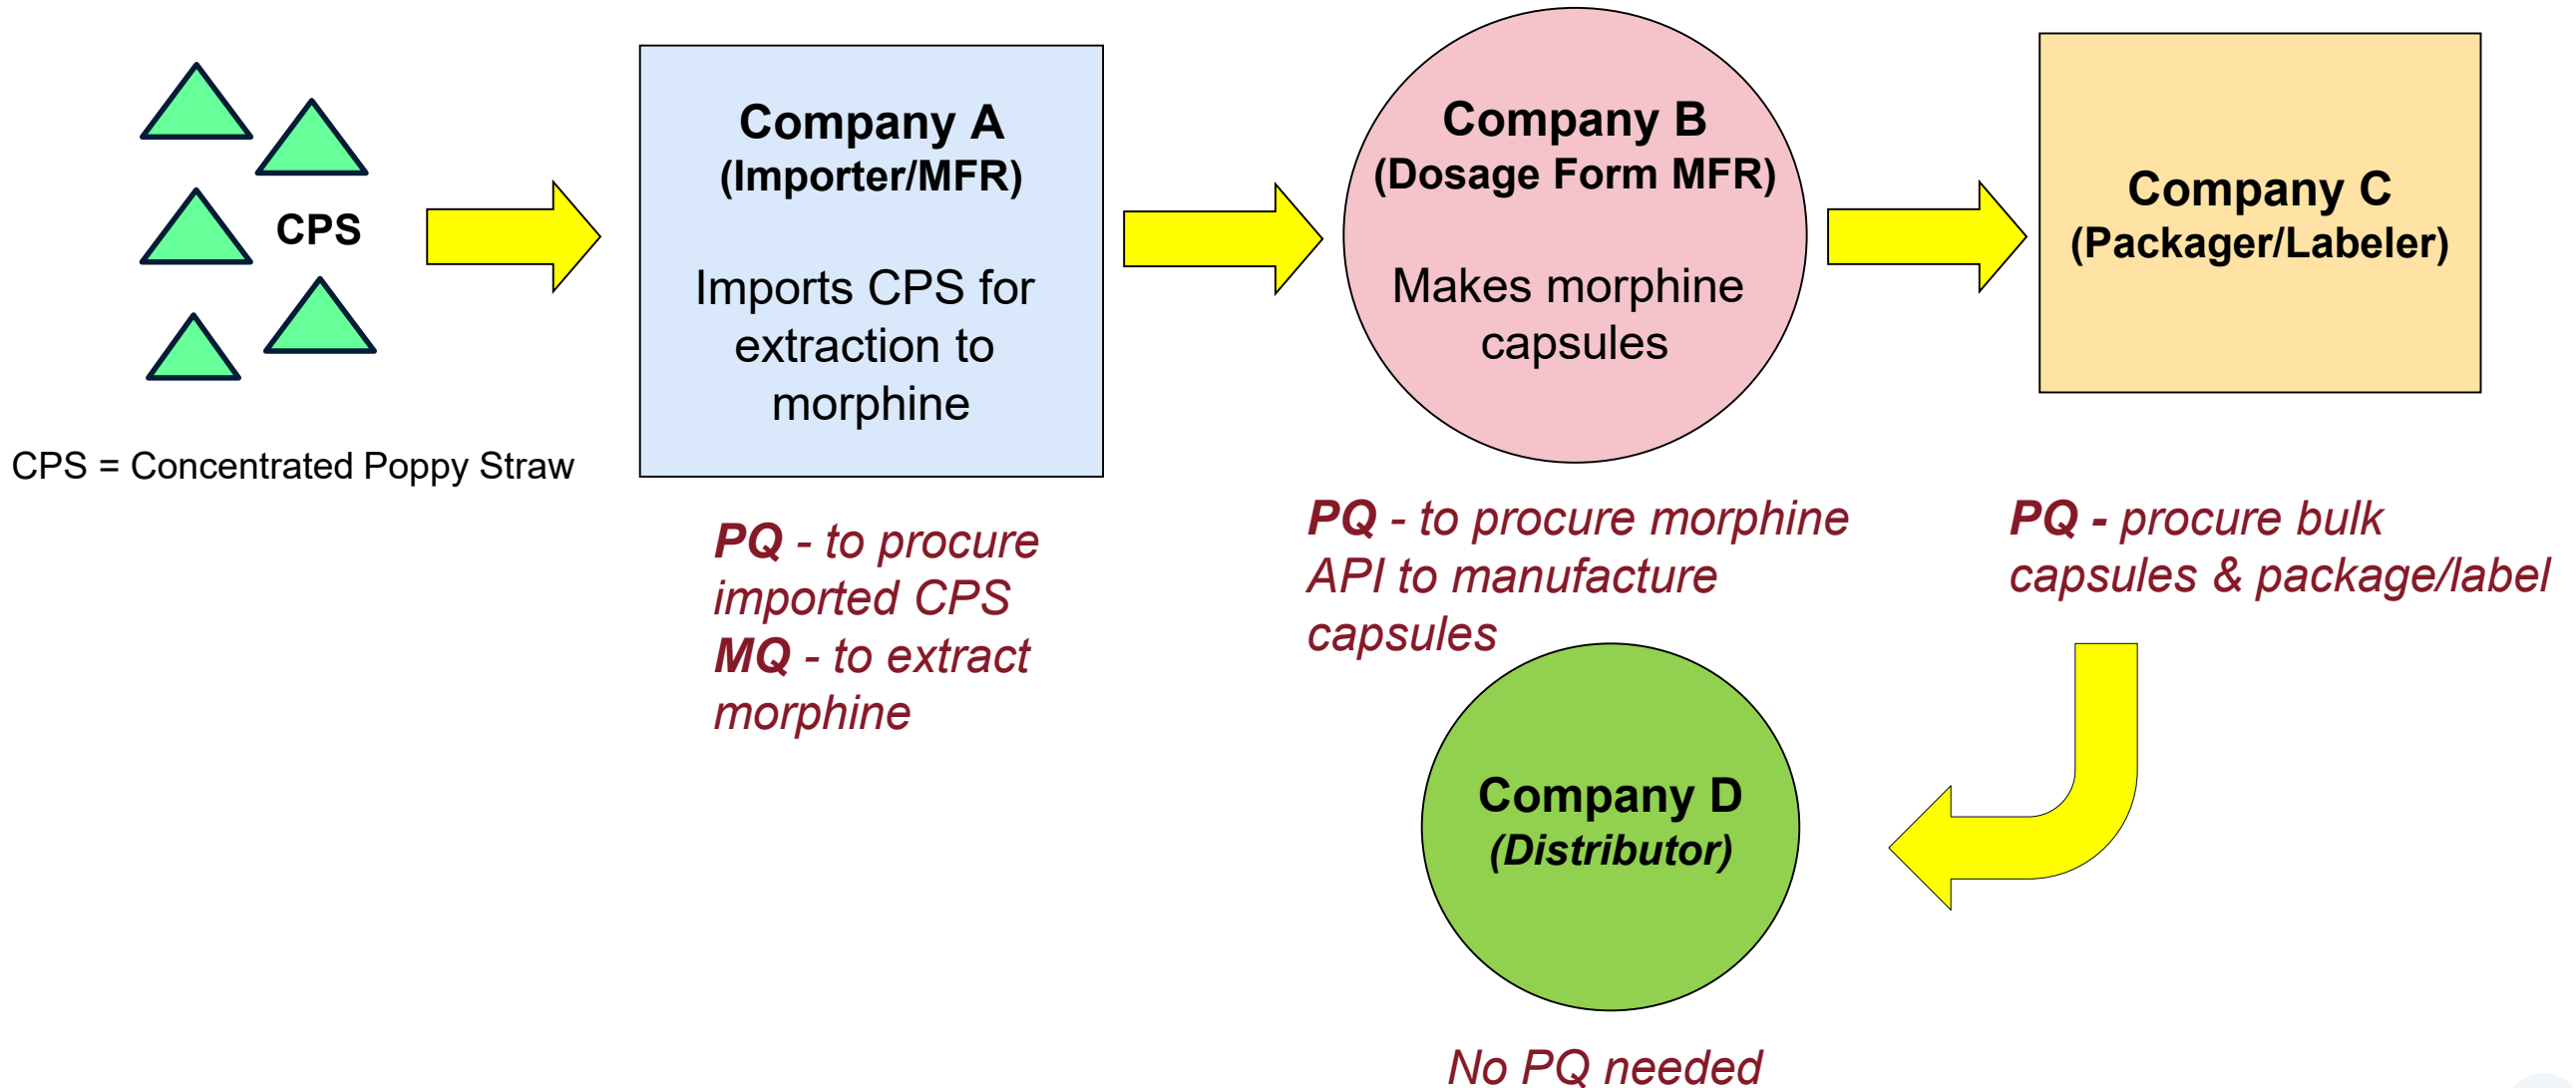 CPS
CPS = Concentrated Poppy Straw
Company A
(Importer/MFR)
Imports CPS for
extraction to
morphine
PQ - to procure
imported CPS
MQ - to extract
morphine
Company B
(Dosage Form MFR)
Makes morphine
capsules
PQ - to procure morphine
API to manufacture
capsules
Company C
(Packager/Labeler)
PQ - procure bulk
capsules & package/label
Company D
(Distributor)
No PQ needed